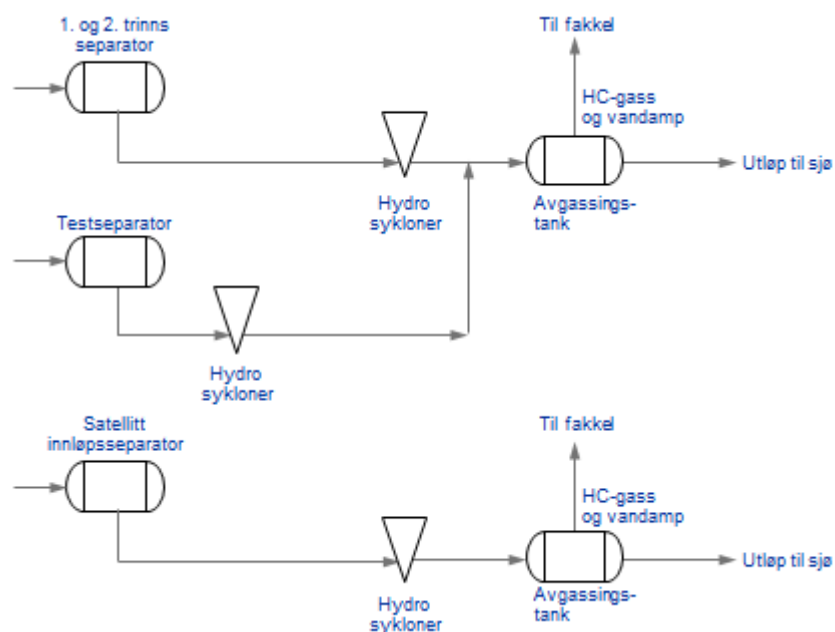 1. og 2. trinns
separator
Til fakkel
HC-gass
og vandamp
Utløp til sjø
Hydro
sykloner
Avgassings-
tank
Testseparator
Hydro
sykloner
Satellitt
innløpsseparator
Til fakkel
HC-gass
og vandamp
Utløp til sjø
Hydro
sykloner
Avgassings-
tank